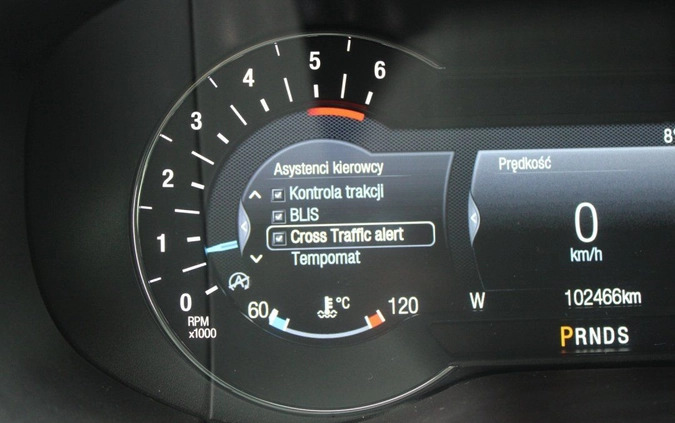 4
5
6
3
2
1
0
RPM
x1000
Asystenci kierowcy
Kontrola trakcji
BLIS
Cross Traffic alert
Tempomat
A
60
°C
120
Prędkość
0
km/h
W
102466km
PRNDS